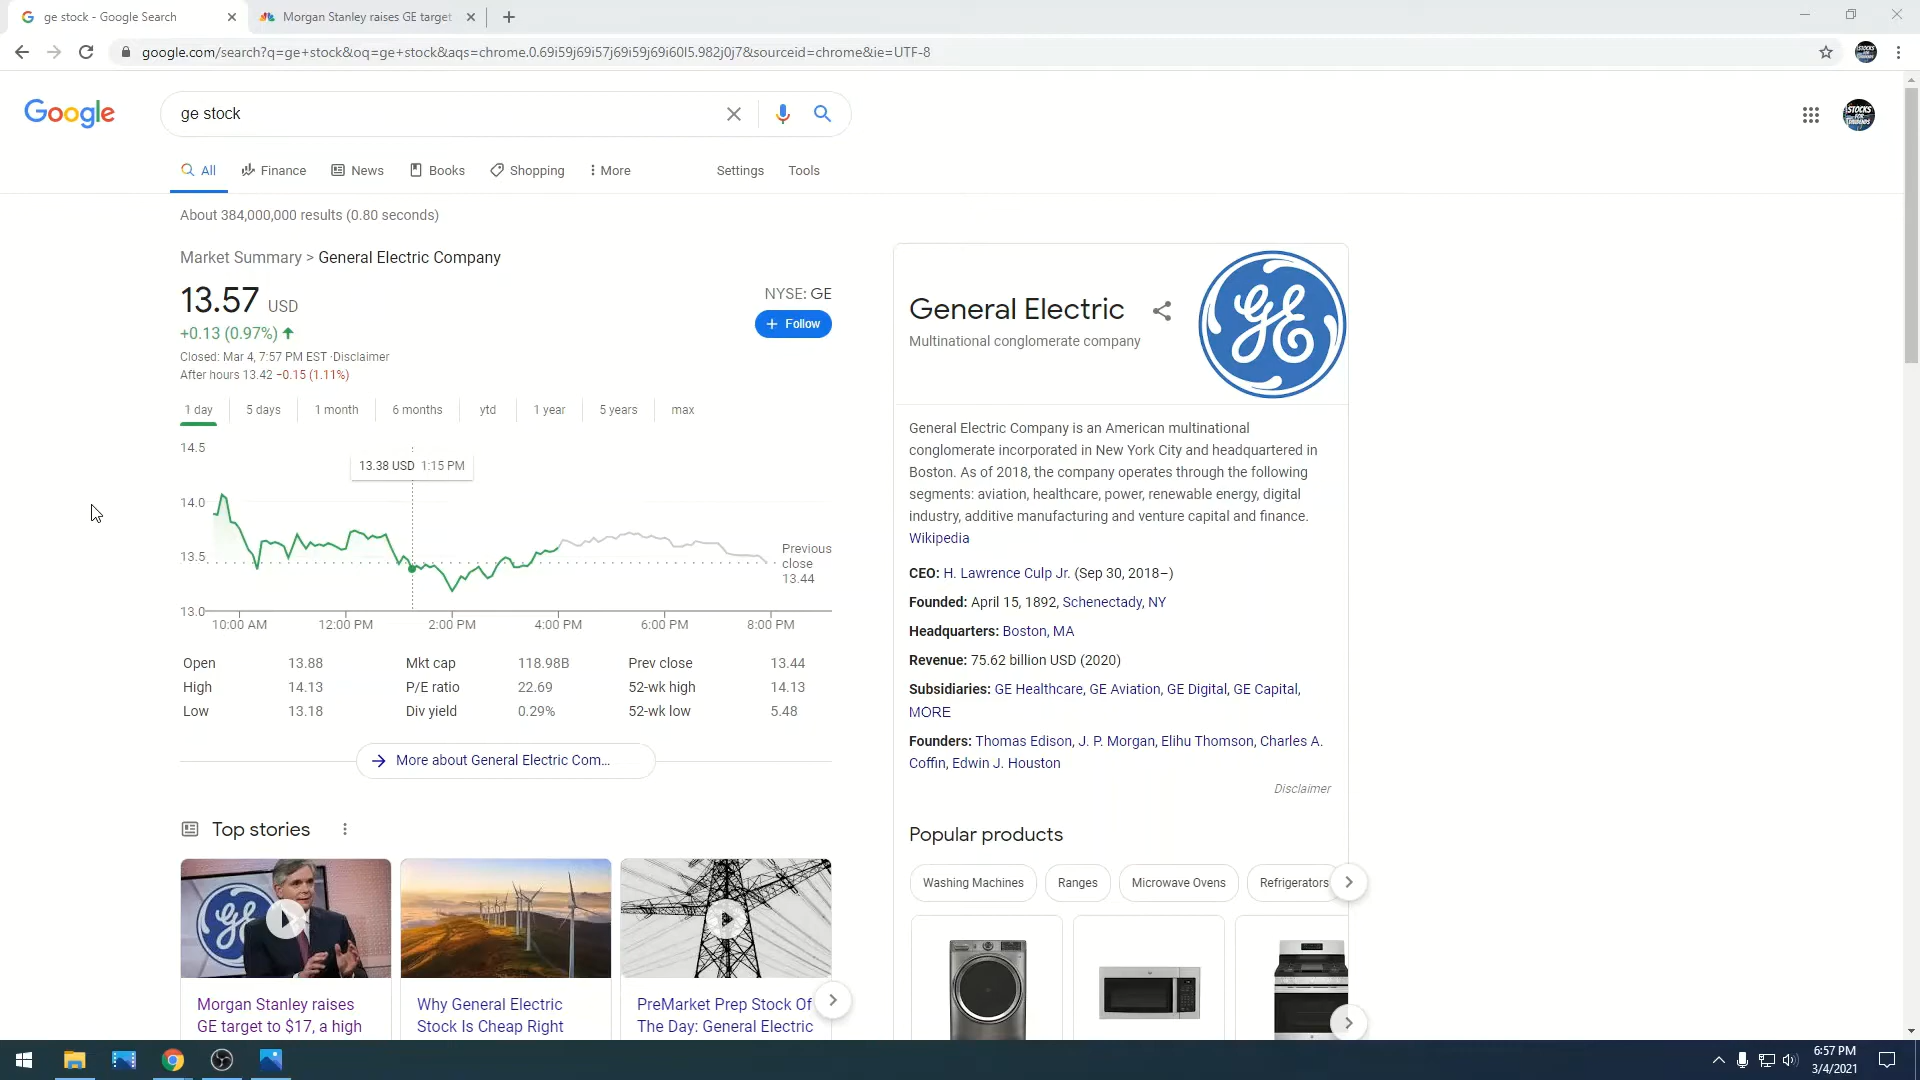 ge stock - Google Search
Morgan Stanley raises GE target
google.com/search?q=ge+stock&oq=ge+stock&aqs=chrome.0.69i59j69i57j69i59j69i60l5.982j0j7&sourceid=chrome&ie=UTF-8
Google
ge stock
STOCKS
FOR
DIVIDENDS
All
Finance
News
Books
Shopping
More
Settings
Tools
About 384,000,000 results (0.80 seconds)
Market Summary > General Electric Company
13.57 USD
NYSE: GE
+0.13 (0.97%)
Follow
Closed: Mar 4, 7:57 PM EST ·Disclaimer
After hours 13.42 −0.15 (1.11%)
1 day
5 days
1 month
6 months
ytd
1 year
5 years
max
14.5
13.38 USD 1:15 PM
14.0
13.5
Previous
close
13.44
13.0
10:00 AM
12:00 PM
2:00 PM
4:00 PM
6:00 PM
8:00 PM
Open 13.88 Mkt cap 118.98B Prev close 13.44
High 14.13 P/E ratio 22.69 52-wk high 14.13
Low 13.18 Div yield 0.29% 52-wk low 5.48
More about General Electric Com...
Top stories
Morgan Stanley raises
GE target to $17, a high
Why General Electric
Stock Is Cheap Right
PreMarket Prep Stock Of
The Day: General Electric
General Electric
Multinational conglomerate company
GE
General Electric Company is an American multinational
conglomerate incorporated in New York City and headquartered in
Boston. As of 2018, the company operates through the following
segments: aviation, healthcare, power, renewable energy, digital
industry, additive manufacturing and venture capital and finance.
Wikipedia
CEO: H. Lawrence Culp Jr. (Sep 30, 2018–)
Founded: April 15, 1892, Schenectady, NY
Headquarters: Boston, MA
Revenue: 75.62 billion USD (2020)
Subsidiaries: GE Healthcare, GE Aviation, GE Digital, GE Capital,
MORE
Founders: Thomas Edison, J. P. Morgan, Elihu Thomson, Charles A.
Coffin, Edwin J. Houston
Disclaimer
Popular products
Washing Machines
Ranges
Microwave Ovens
Refrigerators
6:57 PM
3/4/2021